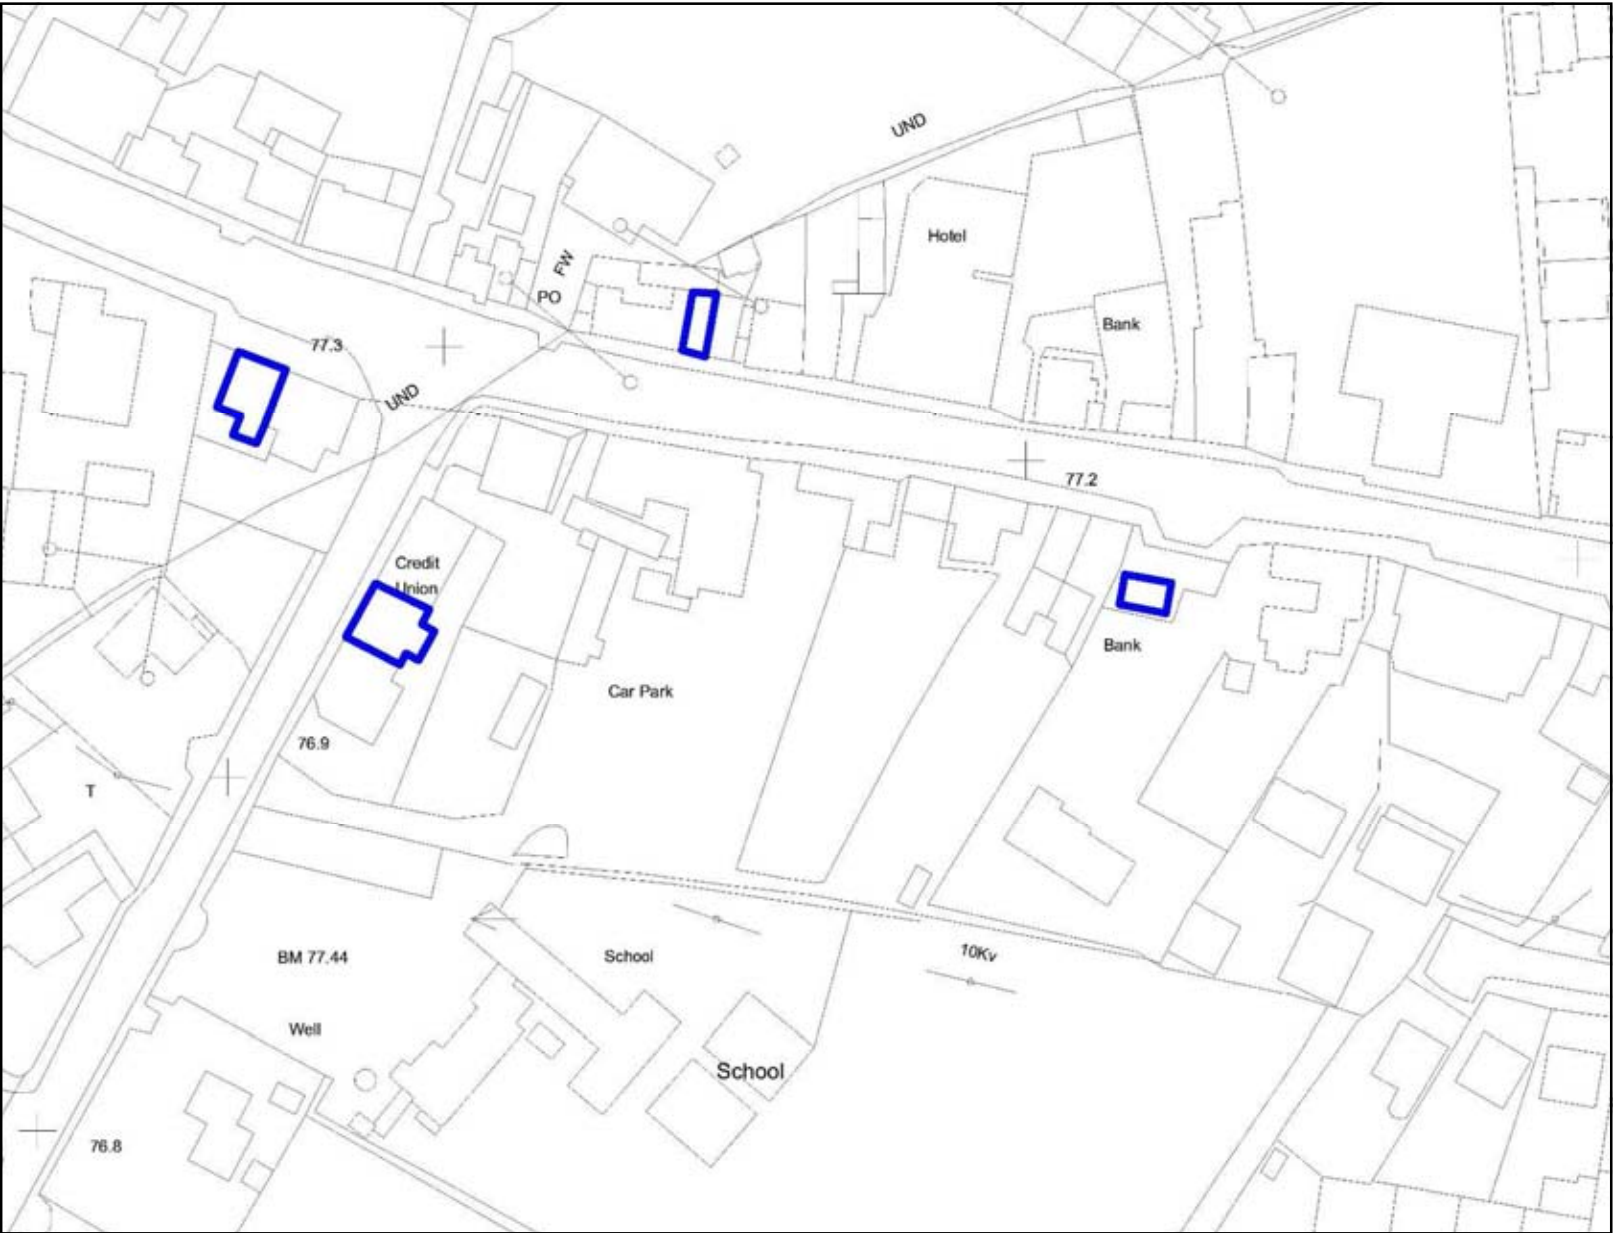 UND
Hotel
FW
PO
Bank
77.3
UND
77.2
Credit
Union
Bank
Car Park
76.9
T
BM 77.44
School
10Kv
Well
School
76.8